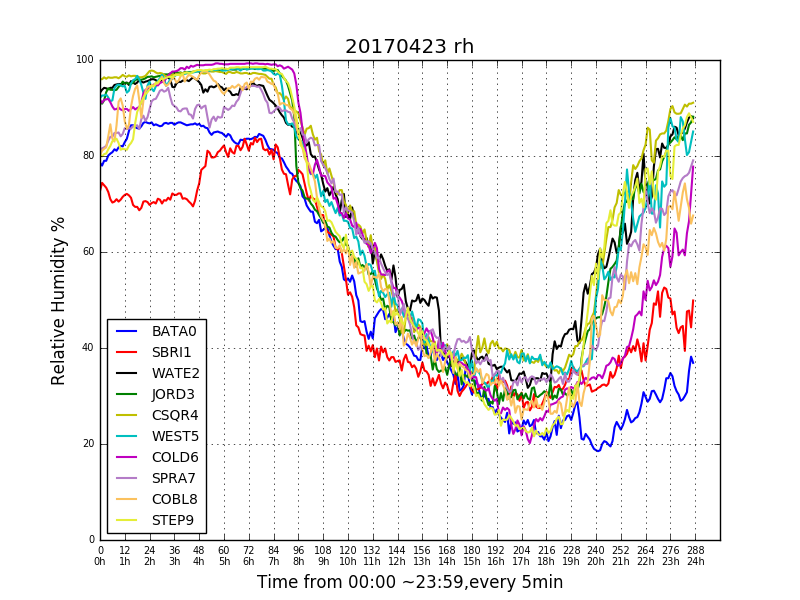 20170423 rh
100
80
60
40
20
0
Relative Humidity %
BATA0
SBRI1
WATE2
JORD3
CSQR4
WEST5
COLD6
SPRA7
COBL8
STEP9
0 12 24 36 48 60 72 84 96 108 120 132 144 156 168 180 192 204 216 228 240 252 264 276 288
0h 1h 2h 3h 4h 5h 6h 7h 8h 9h 10h 11h 12h 13h 14h 15h 16h 17h 18h 19h 20h 21h 22h 23h 24h
Time from 00:00 ~23:59,every 5min